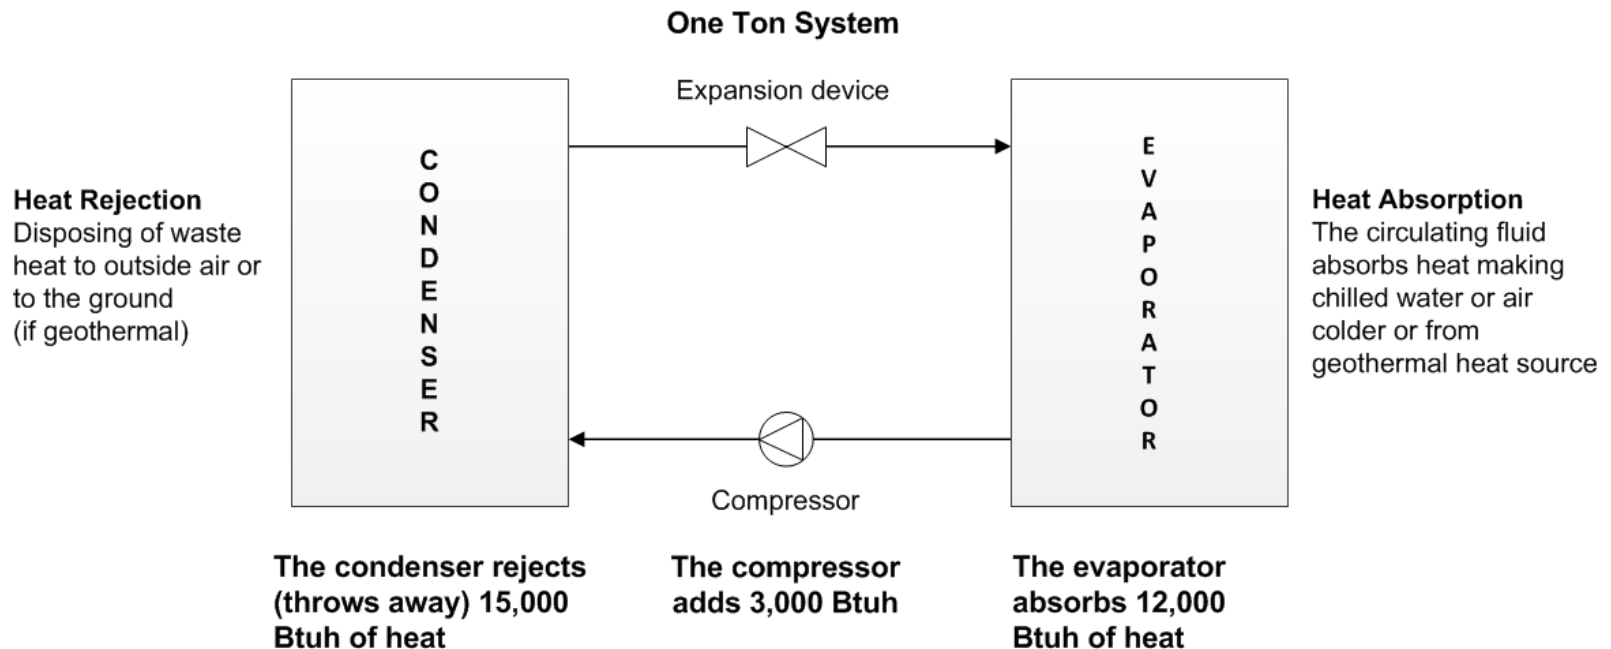 One Ton System
Expansion device
C
O
N
D
E
N
S
E
R
E
V
A
P
O
R
A
T
O
R
Heat Rejection
Disposing of waste
heat to outside air or
to the ground
(if geothermal)
Heat Absorption
The circulating fluid
absorbs heat making
chilled water or air
colder or from
geothermal heat source
Compressor
The condenser rejects
(throws away) 15,000
Btuh of heat
The compressor
adds 3,000 Btuh
The evaporator
absorbs 12,000
Btuh of heat